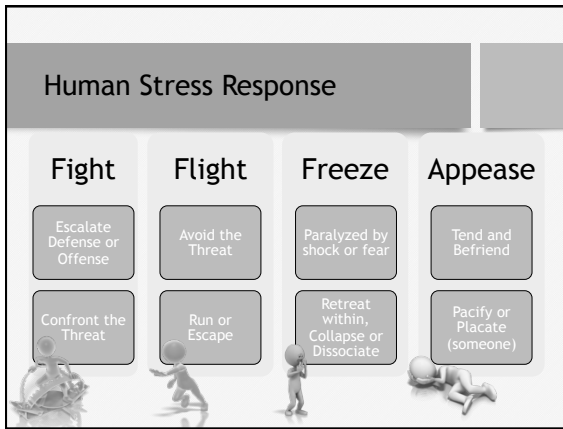 Human Stress Response
Fight
Escalate
Defense or
Offense
Confront the
Threat
Flight
Avoid the
Threat
Run or
Escape
Freeze
Paralyzed by
shock or fear
Retreat
within,
Collapse or
Dissociate
Appease
Tend and
Befriend
Pacify or
Placate
(someone)